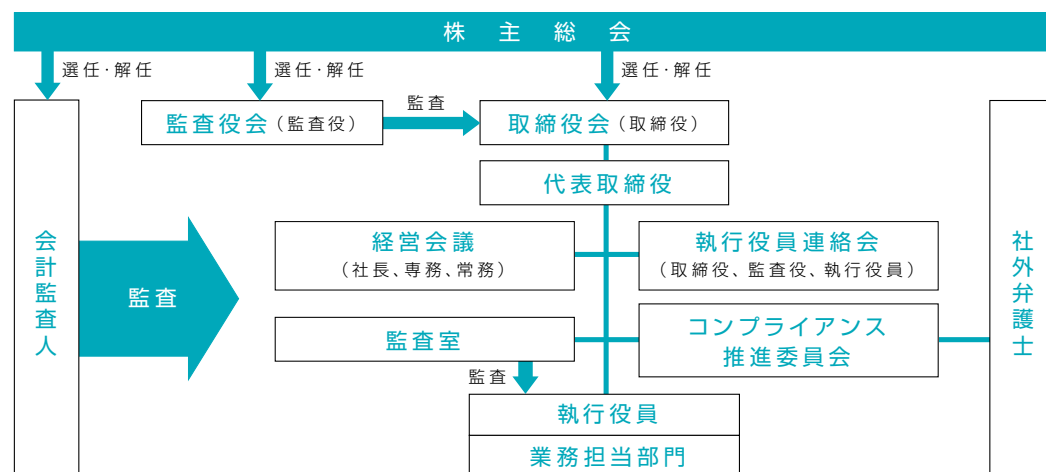 株主総会
選任・解任
選任・解任
選任・解任
監査役会(監査役)
監査
取締役会(取締役)
代表取締役
会計監査人
監査
経営会議
(社長、専務、常務)
執行役員連絡会
(取締役、監査役、執行役員)
社外弁護士
監査室
コンプライアンス
推進委員会
監査
執行役員
業務担当部門